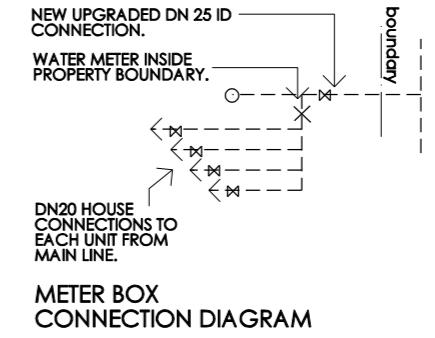 NEW UPGRADED DN 25 ID
CONNECTION.
boundary
WATER METER INSIDE
PROPERTY BOUNDARY.
DN20 HOUSE
CONNECTIONS TO
EACH UNIT FROM
MAIN LINE.
METER BOX
CONNECTION DIAGRAM